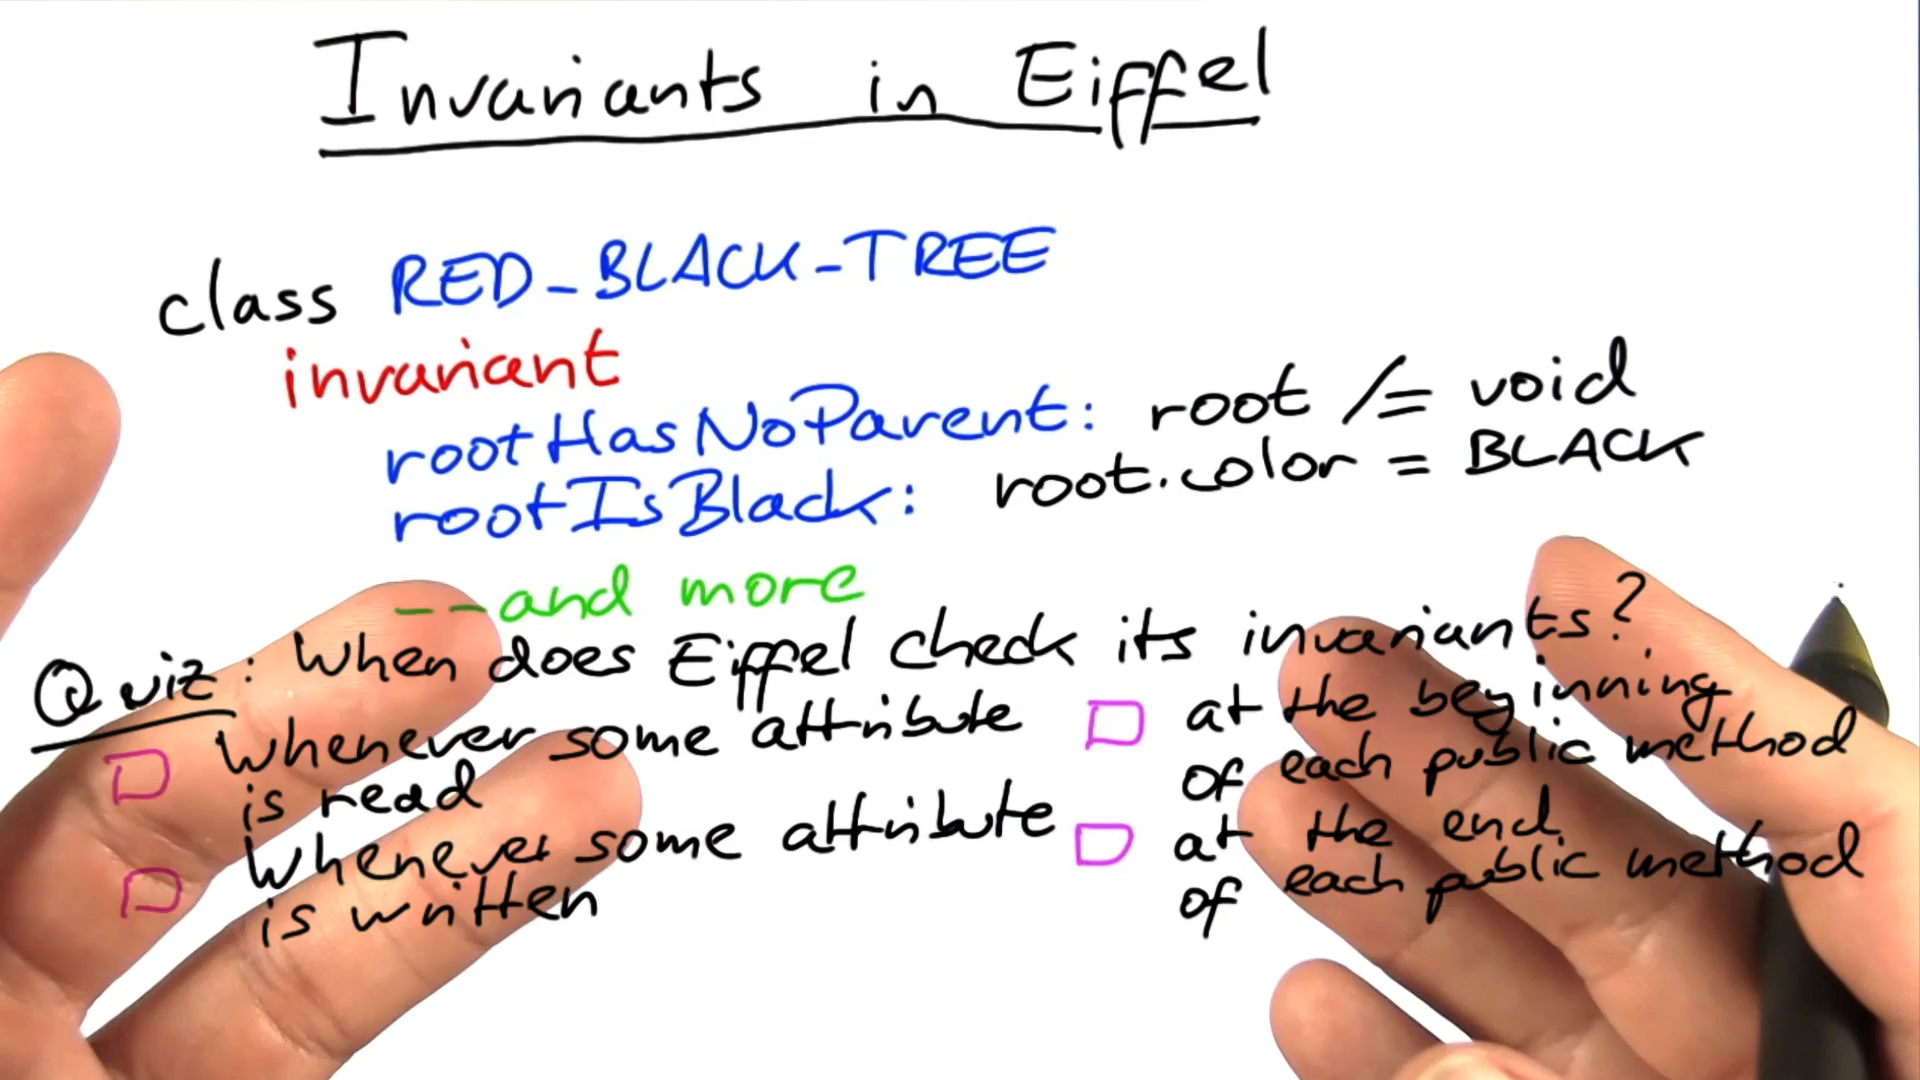 Invariants in Eiffel
class RED_BLACK-TREE
invariant
rootHasNoParent: root /= void
rootIsBlack: root.color = BLACK
--and more
Quiz: When does Eiffel check its invariants?
Whenever some attribute
is read
Whenever some attribute
is written
at the beginning
of each public method
at the end
of each public method